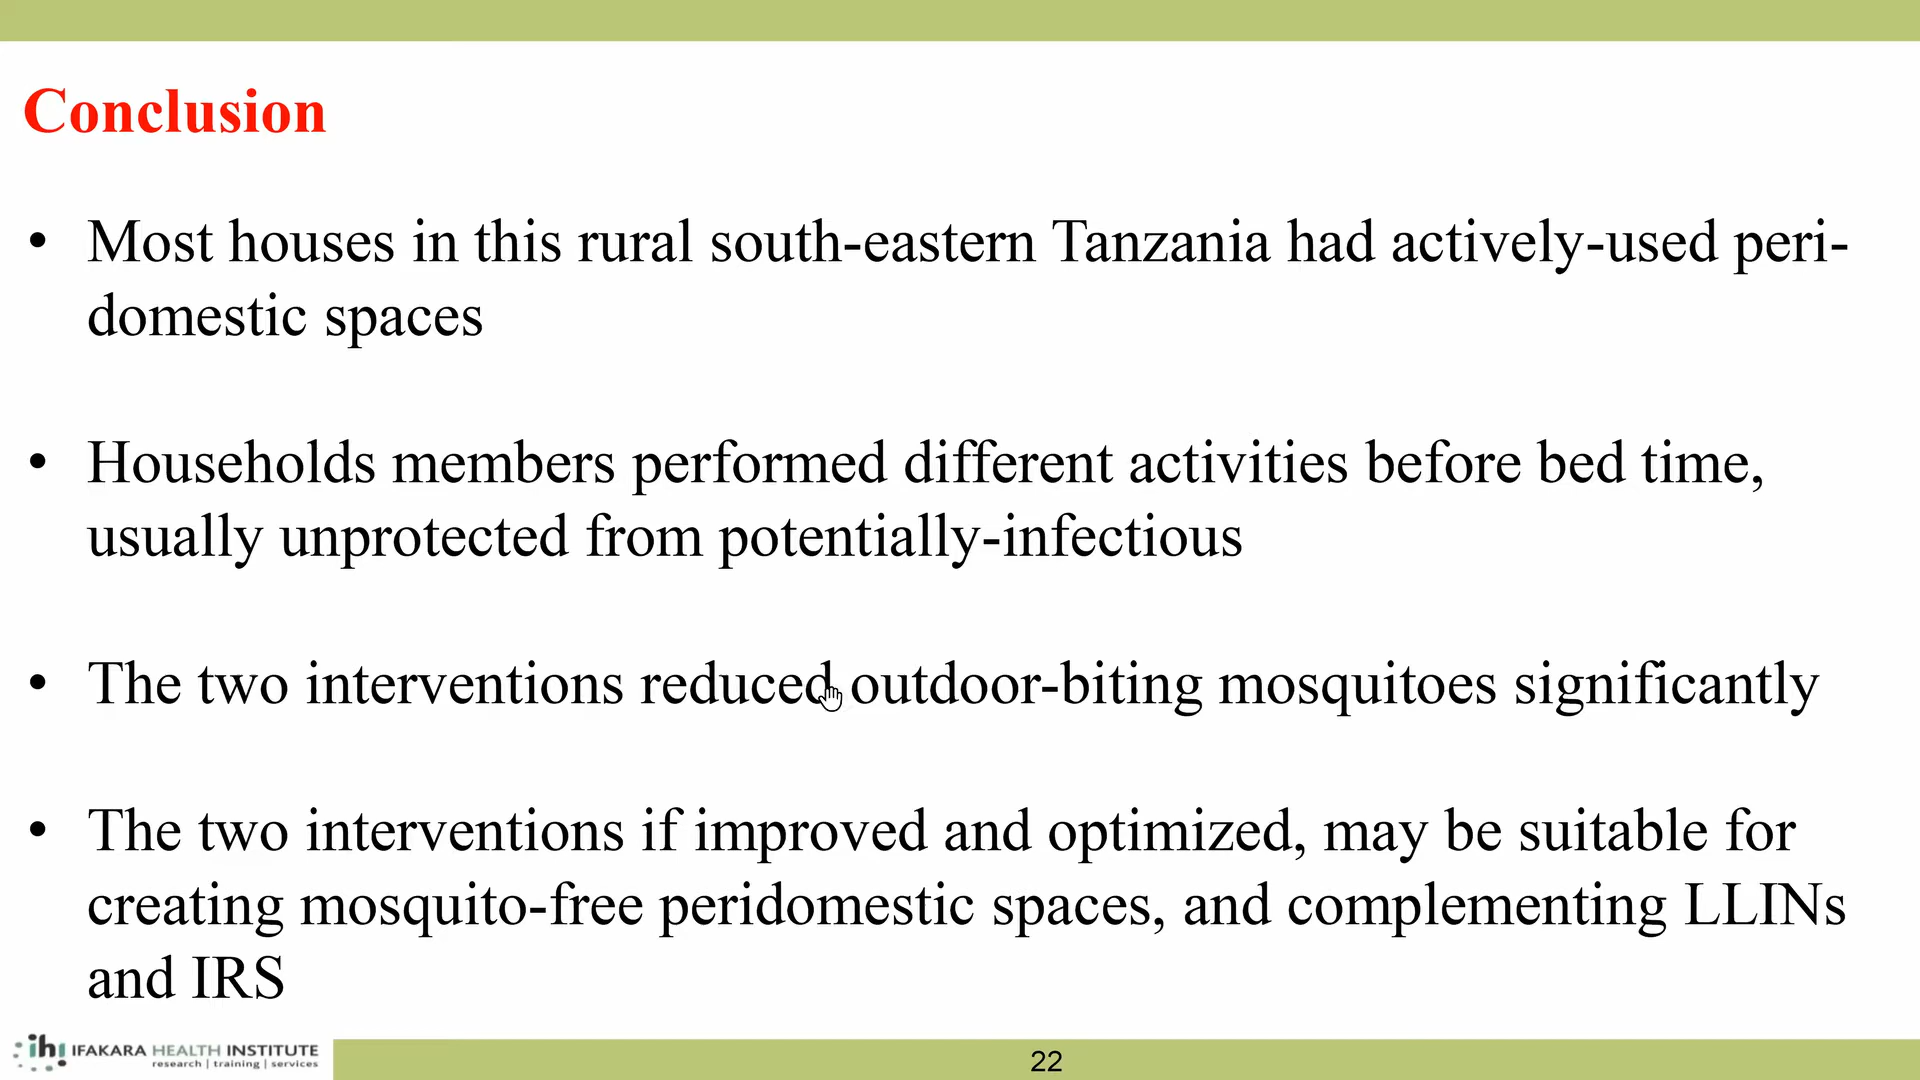 Conclusion
• Most houses in this rural south-eastern Tanzania had actively-used peri-
domestic spaces
• Households members performed different activities before bed time,
usually unprotected from potentially-infectious
• The two interventions reduced outdoor-biting mosquitoes significantly
• The two interventions if improved and optimized, may be suitable for
creating mosquito-free peridomestic spaces, and complementing LLINs
and IRS
ihi IFAKARA HEALTH INSTITUTE
research | training | services
22